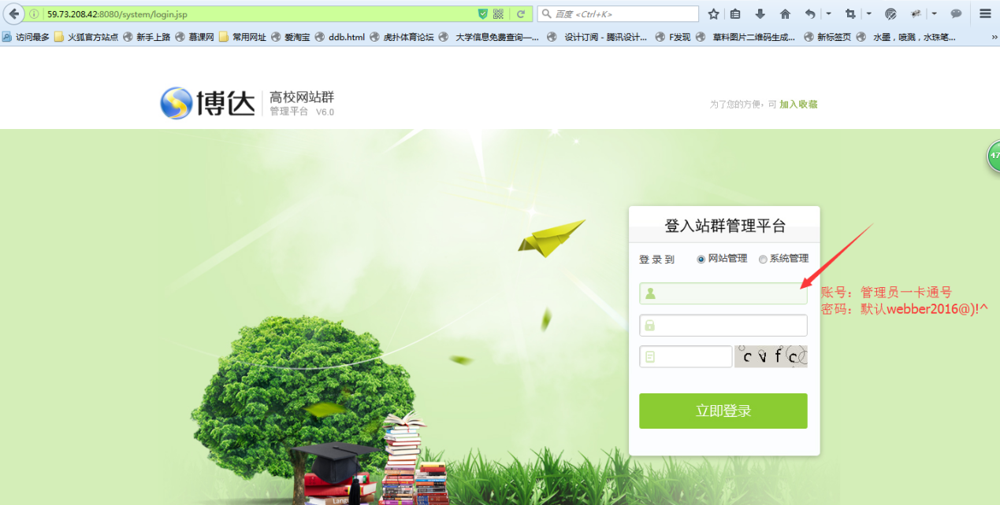 59.73.208.42:8080/system/login.jsp
百度 <Ctrl+K>
访问最多 火狐官方站点 新手上路 慕课网 常用网址 爱淘宝 ddb.html 虎扑体育论坛 大学信息免费查询—... 设计订阅 - 腾讯设计... F发现 草料图片二维码生成... 新标签页 水墨，喷溅，水珠笔... »
博达 高校网站群
管理平台 V6.0
为了您的方便，可 加入收藏
47
登入站群管理平台
登 录 到 网站管理 系统管理
账号：管理员一卡通号
密码：默认webber2016@)!^
c v f c
立即登录